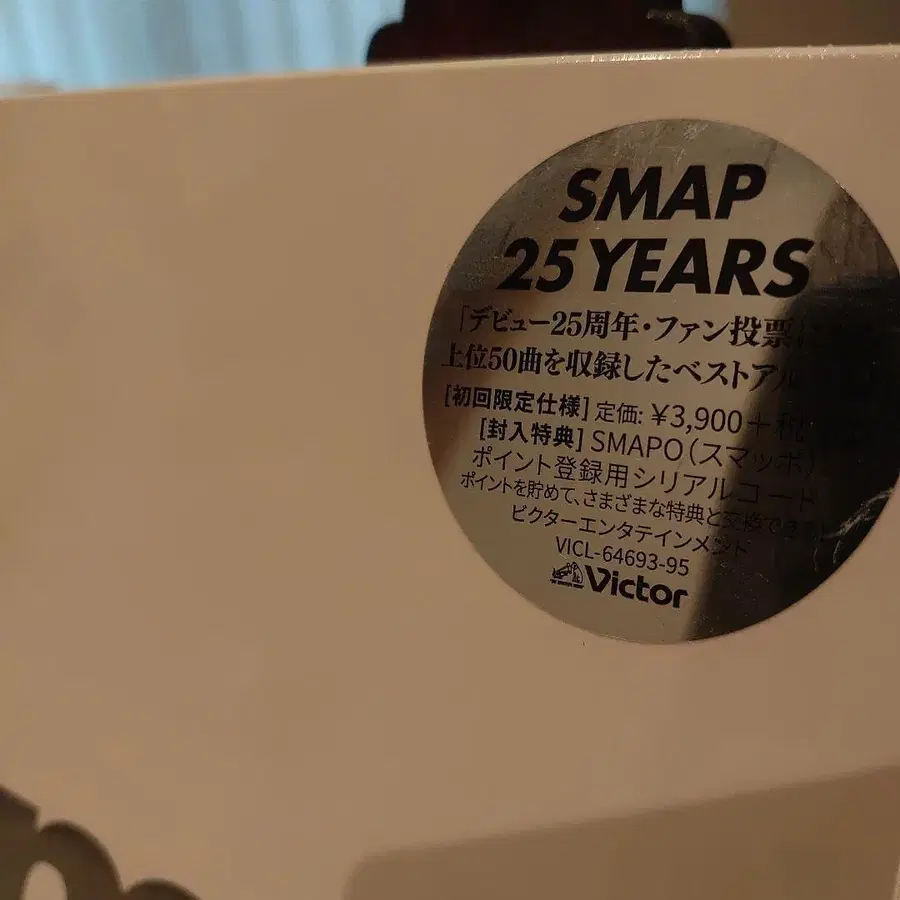 SMAP
25 YEARS
「デビュー25周年・ファン投票
上位50曲を収録したベストアル
[初回限定仕様] 定価: ¥3,900+税
[封入特典] SMAPO(スマッポ)
ポイント登録用シリアルコード
ポイントを貯めて、さまざまな特典と交換できる
ビクターエンタテインメント
VICL-64693-95
Victor